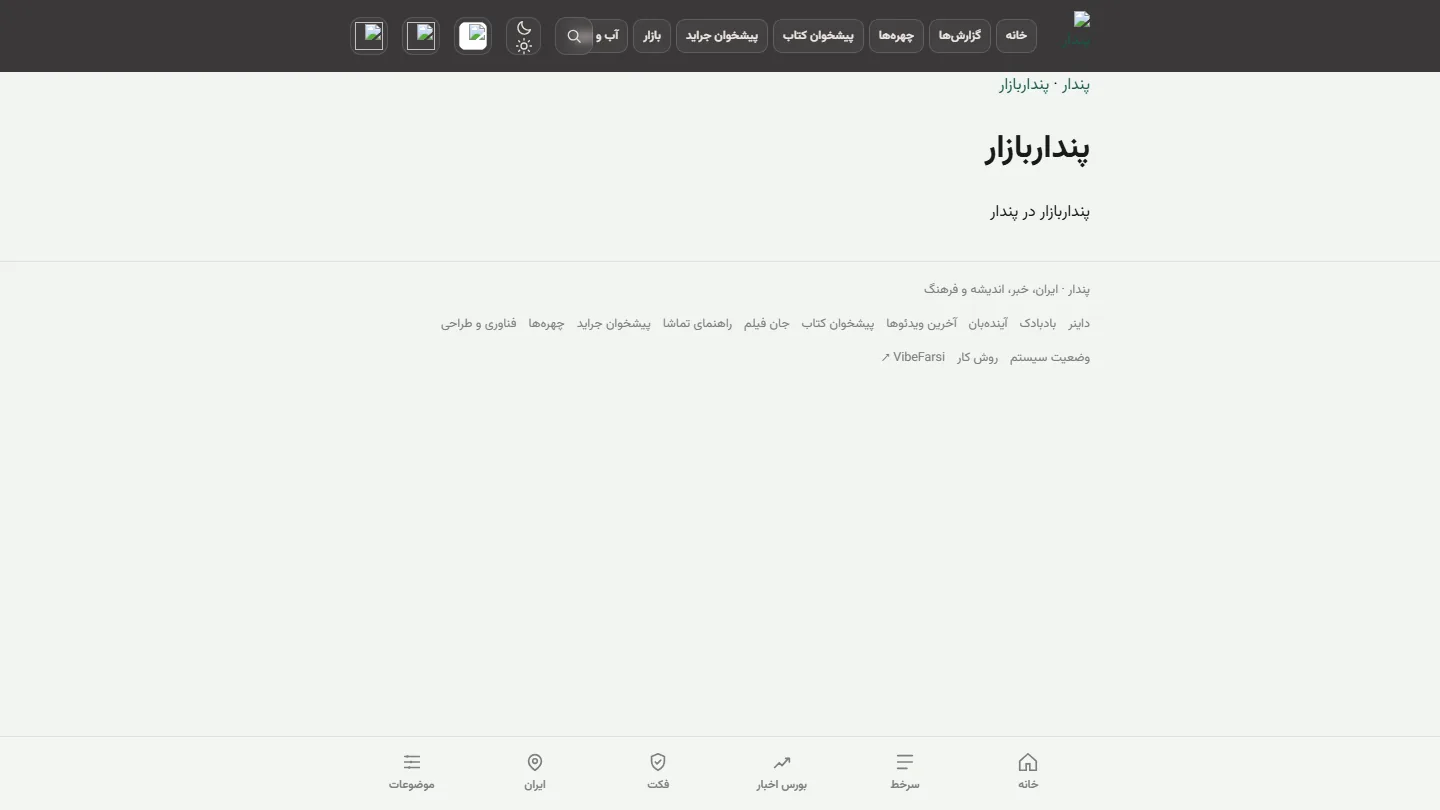 پندار
خانه گزارش‌ها چهره‌ها پیشخوان کتاب پیشخوان جراید بازار آب و
پندار · پنداربازار
پنداربازار
پنداربازار در پندار
پندار · ایران، خبر، اندیشه و فرهنگ
داینر بادبادک آینده‌بان آخرین ویدئوها پیشخوان کتاب جان فیلم راهنمای تماشا پیشخوان جراید چهره‌ها فناوری و طراحی
وضعیت سیستم روش کار VibeFarsi ↗
خانه سرخط بورس اخبار فکت ایران موضوعات